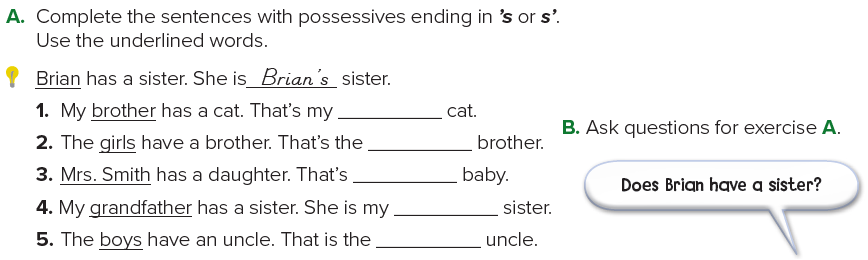 A. Complete the sentences with possessives ending in ’s or s’.
Use the underlined words.
Brian has a sister. She is Brian’s sister.
1. My brother has a cat. That’s my __________ cat.
2. The girls have a brother. That’s the __________ brother.
3. Mrs. Smith has a daughter. That’s __________ baby.
4. My grandfather has a sister. She is my __________ sister.
5. The boys have an uncle. That is the __________ uncle.
B. Ask questions for exercise A.
Does Brian have a sister?